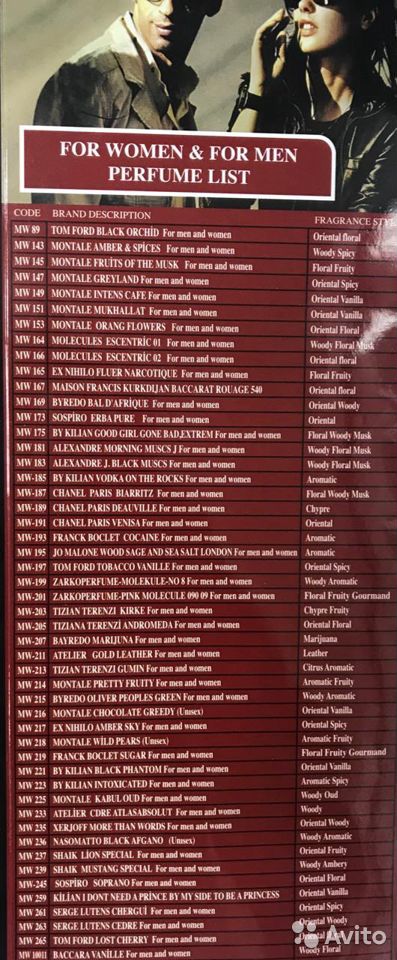 FOR WOMEN & FOR MEN
PERFUME LIST
CODE BRAND DESCRIPTION FRAGRANCE STYLE
MW 89 TOM FORD BLACK ORCHİD For men and women Oriental floral
MW 143 MONTALE AMBER & SPİCES For men and women Woody Spicy
MW 145 MONTALE FRUİTS OF THE MUSK For men and women Floral Fruity
MW 147 MONTALE GREYLAND For men and women Oriental Spicy
MW 149 MONTALE INTENS CAFE For men and women Oriental Vanilla
MW 151 MONTALE MUKHALLAT For men and women Oriental Vanilla
MW 153 MONTALE ORANG FLOWERS For men and women Oriental Floral
MW 164 MOLECULES ESCENTRİC 01 For men and women Woody Floral Musk
MW 166 MOLECULES ESCENTRİC 02 For men and women Oriental floral
MW 165 EX NIHILO FLUER NARCOTIQUE For men and women Floral Fruity
MW 167 MAISON FRANCIS KURKDIJAN BACCARAT ROUAGE 540 Oriental floral
MW 169 BYREDO BAL D'AFRİQUE For men and women Oriental Woody
MW 173 SOSPİRO ERBA PURE For men and women Oriental
MW 175 BY KILIAN GOOD GIRL GONE BAD,EXTREM For men and women Floral Woody Musk
MW 181 ALEXANDRE MORNING MUSCS J For men and women Woody Floral Musk
MW 183 ALEXANDRE J. BLACK MUSCS For men and women Woody Floral Musk
MW-185 BY KILIAN VODKA ON THE ROCKS For men and women Aromatic
MW-187 CHANEL PARIS BIARRITZ For men and women Floral Woody Musk
MW-189 CHANEL PARIS DEAUVILLE For men and women Chypre
MW-191 CHANEL PARIS VENISA For men and women Oriental
MW-193 FRANCK BOCLET COCAINE For men and women Aromatic
MW 195 JO MALONE WOOD SAGE AND SEA SALT LONDON For men and women Aromatic
MW-197 TOM FORD TOBACCO VANILLE For men and women Oriental Spicy
MW-199 ZARKOPERFUME-MOLEKULE-NO 8 For men and women Woody Aromatic
MW-201 ZARKOPERFUME-PINK MOLECULE 090 09 For men and women Floral Fruity Gourmand
MW-203 TIZIAN TERENZI KIRKE For men and women Chypre Fruity
MW-205 TIZIANA TERENZİ ANDROMEDA For men and women Oriental Floral
MW-207 BAYREDO MARIJUNA For men and women Marijuana
MW-211 ATELIER GOLD LEATHER For men and women Leather
MW-213 TIZIAN TERENZI GUMIN For men and women Citrus Aromatic
MW 214 MONTALE PRETTY FRUITY For men and women Aromatic Fruity
MW 215 BYREDO OLIVER PEOPLES GREEN For men and women Woody Aromatic
MW 216 MONTALE CHOCOLATE GREEDY (Unısex) Oriental Vanilla
MW 217 EX NIHILO AMBER SKY For men and women Oriental Spicy
MW 218 MONTALE WİLD PEARS (Unısex) Aromatic Fruity
MW 219 FRANCK BOCLET SUGAR For men and women Floral Fruity Gourmand
MW 221 BY KILIAN BLACK PHANTOM For men and women Oriental Vanilla
MW 223 BY KILIAN INTOXICATED For men and women Aromatic Spicy
MW 225 MONTALE KABUL OUD For men and women Woody Oud
MW 233 ATELİER CDRE ATLASABSOLUT For men and women Woody
MW 235 XERJOFF MORE THAN WORDS For men and women Oriental Woody
MW 236 NASOMATTO BLACK AFGANO (Unısex) Woody Aromatic
MW 237 SHAIK LİON SPECIAL For men and women Oriental Fruity
MW 239 SHAIK MUSTANG SPECIAL For men and women Woody Ambery
MW-245 SOSPİRO SOPRANO For men and women Oriental Floral
MW 259 KİLİAN İ DONT NEED A PRİNCE BY MY SIDE TO BE A PRINCESS Oriental Vanilla
MW 261 SERGE LUTENS CHERGUİ For men and women Oriental Spicy
MW 263 SERGE LUTENS CEDRE For men and women Oriental Woody
MW 265 TOM FORD LOST CHERRY For men and women Oriental Floral
MW 10011 BACCARA VANİLLE For men and women Woody Floral
Avito